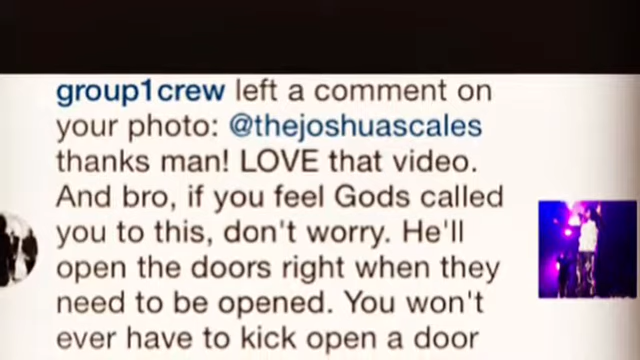 group1crew left a comment on
your photo: @thejoshuascales
thanks man! LOVE that video.
And bro, if you feel Gods called
you to this, don't worry. He'll
open the doors right when they
need to be opened. You won't
ever have to kick open a door